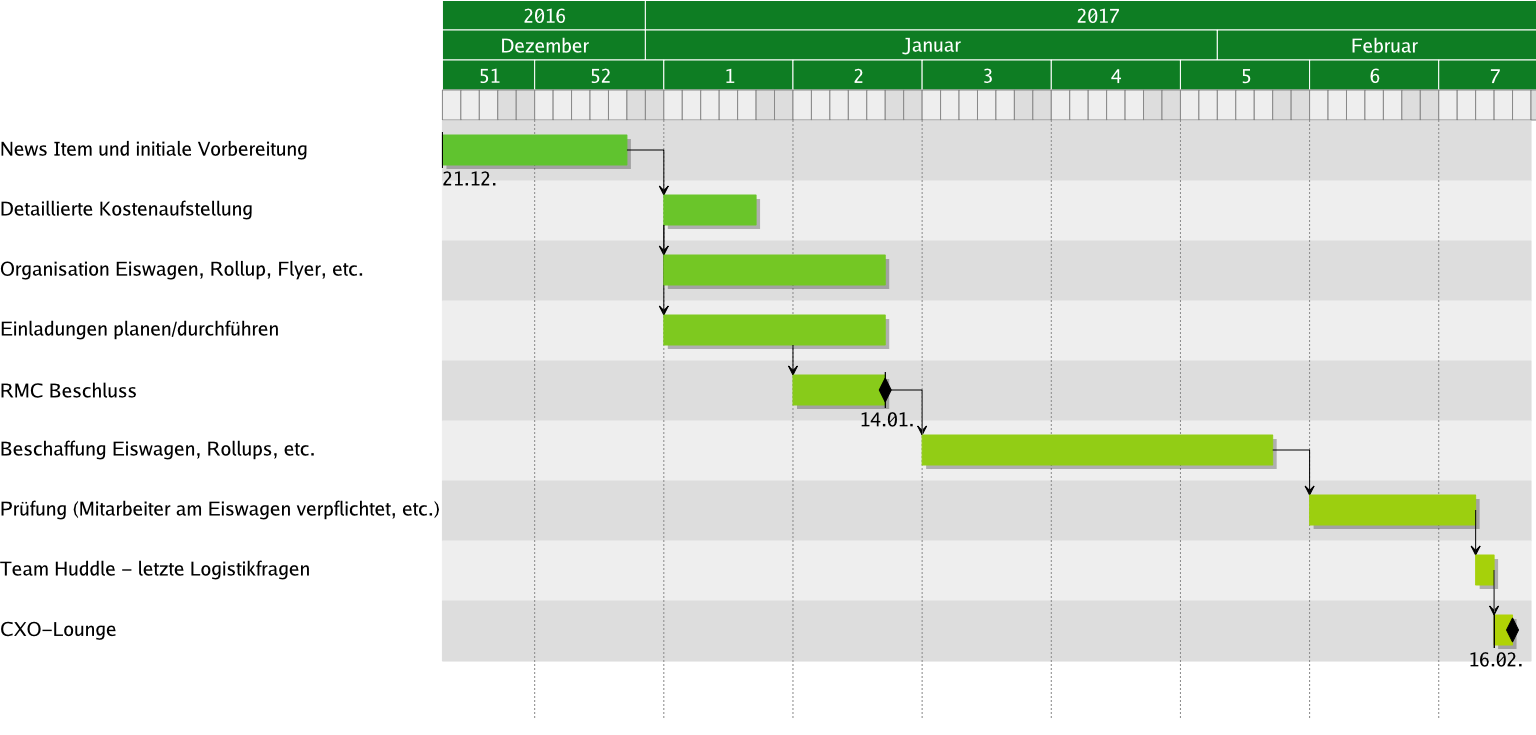 2016 2017
Dezember Januar Februar
51 52 1 2 3 4 5 6 7
News Item und initiale Vorbereitung
21.12.
Detaillierte Kostenaufstellung
Organisation Eiswagen, Rollup, Flyer, etc.
Einladungen planen/durchführen
RMC Beschluss
14.01.
Beschaffung Eiswagen, Rollups, etc.
Prüfung (Mitarbeiter am Eiswagen verpflichtet, etc.)
Team Huddle – letzte Logistikfragen
CXO–Lounge
16.02.